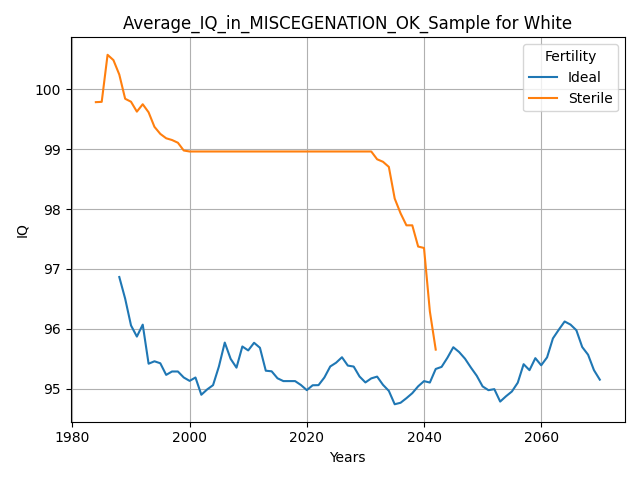 Average_IQ_in_MISCEGENATION_OK_Sample for White
Fertility
Ideal
Sterile
IQ
100
99
98
97
96
95
1980
2000
2020
2040
2060
Years